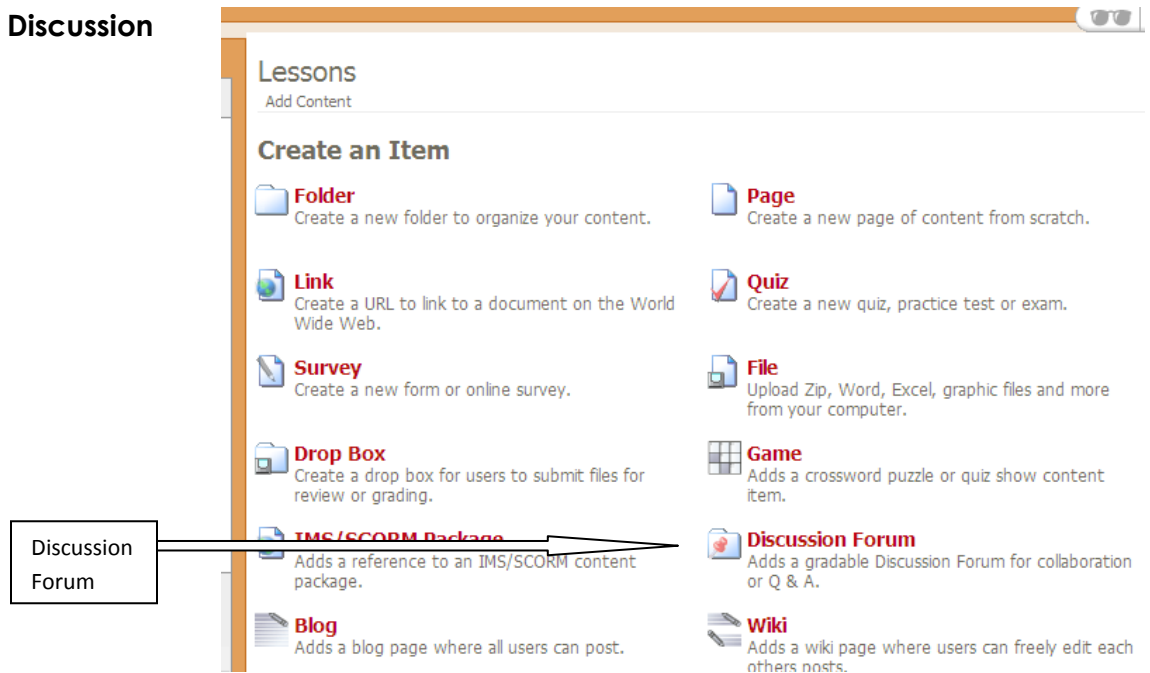 Discussion
Lessons
Add Content
Create an Item
Folder
Create a new folder to organize your content.
Page
Create a new page of content from scratch.
Link
Create a URL to link to a document on the World
Wide Web.
Quiz
Create a new quiz, practice test or exam.
Survey
Create a new form or online survey.
File
Upload Zip, Word, Excel, graphic files and more
from your computer.
Drop Box
Create a drop box for users to submit files for
review or grading.
Game
Adds a crossword puzzle or quiz show content
item.
Discussion
Forum
IMS/SCORM Package
Adds a reference to an IMS/SCORM content
package.
Discussion Forum
Adds a gradable Discussion Forum for collaboration
or Q & A.
Blog
Adds a blog page where all users can post.
Wiki
Adds a wiki page where users can freely edit each
others posts.